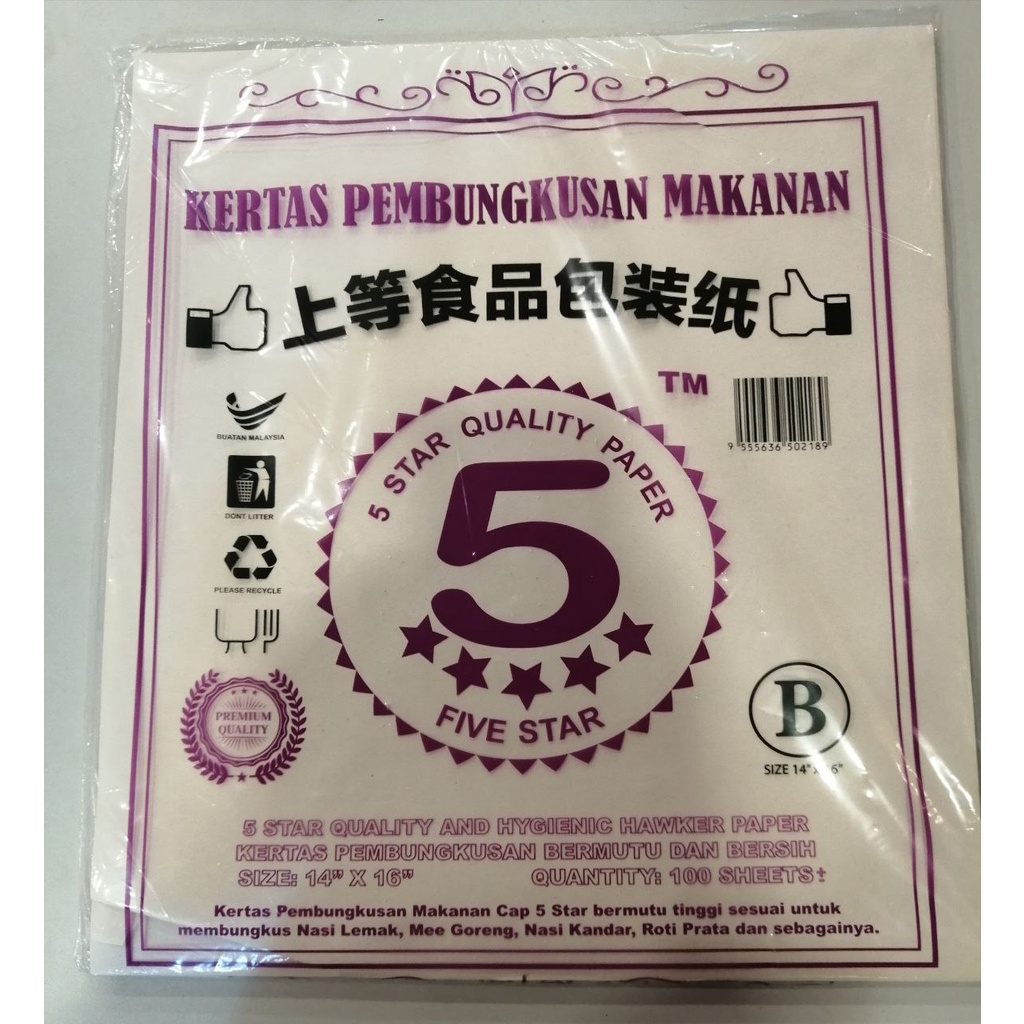 KERTAS PEMBUNGKUSAN MAKANAN
上等食品包装纸
TM
BUATAN MALAYSIA
9 555636 502189
DONT LITTER
PLEASE RECYCLE
5 STAR QUALITY PAPER
5
FIVE STAR
PREMIUM
QUALITY
B
SIZE 14" X 16"
5 STAR QUALITY AND HYGIENIC HAWKER PAPER
KERTAS PEMBUNGKUSAN BERMUTU DAN BERSIH
SIZE: 14" X 16" QUANTITY: 100 SHEETS±
Kertas Pembungkusan Makanan Cap 5 Star bermutu tinggi sesuai untuk
membungkus Nasi Lemak, Mee Goreng, Nasi Kandar, Roti Prata dan sebagainya.